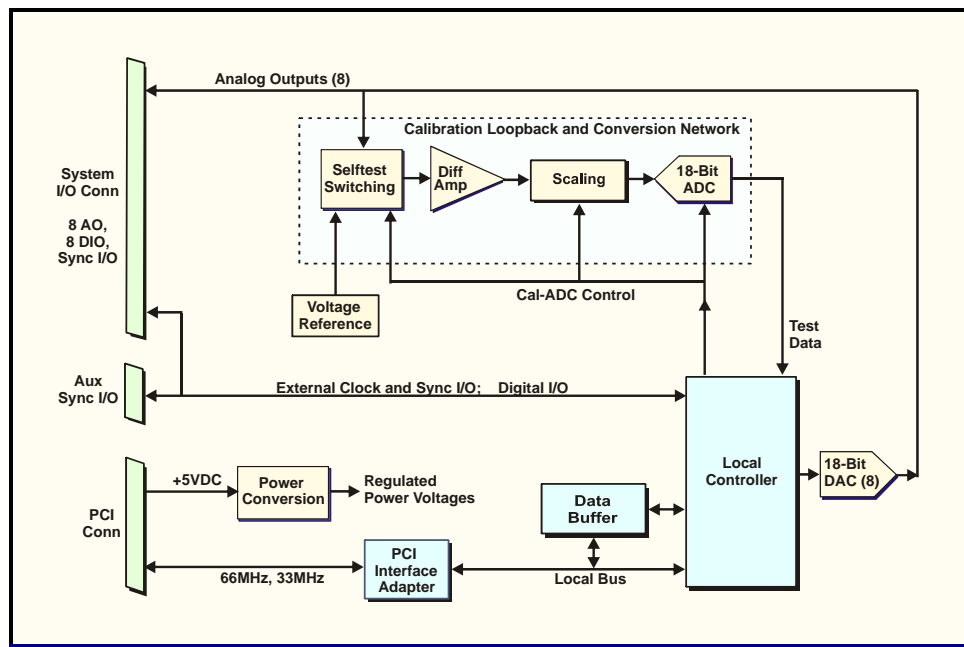 Analog Outputs (8)
Calibration Loopback and Conversion Network
System
I/O Conn
8 AO,
8 DIO,
Sync I/O
Selftest
Switching
Diff
Amp
Scaling
18-Bit
ADC
Cal-ADC Control
Voltage
Reference
Test
Data
Aux
Sync I/O
External Clock and Sync I/O; Digital I/O
Local
Controller
18-Bit
DAC (8)
PCI
Conn
+5VDC
Power
Conversion
Regulated
Power Voltages
Data
Buffer
66MHz, 33MHz
PCI
Interface
Adapter
Local Bus